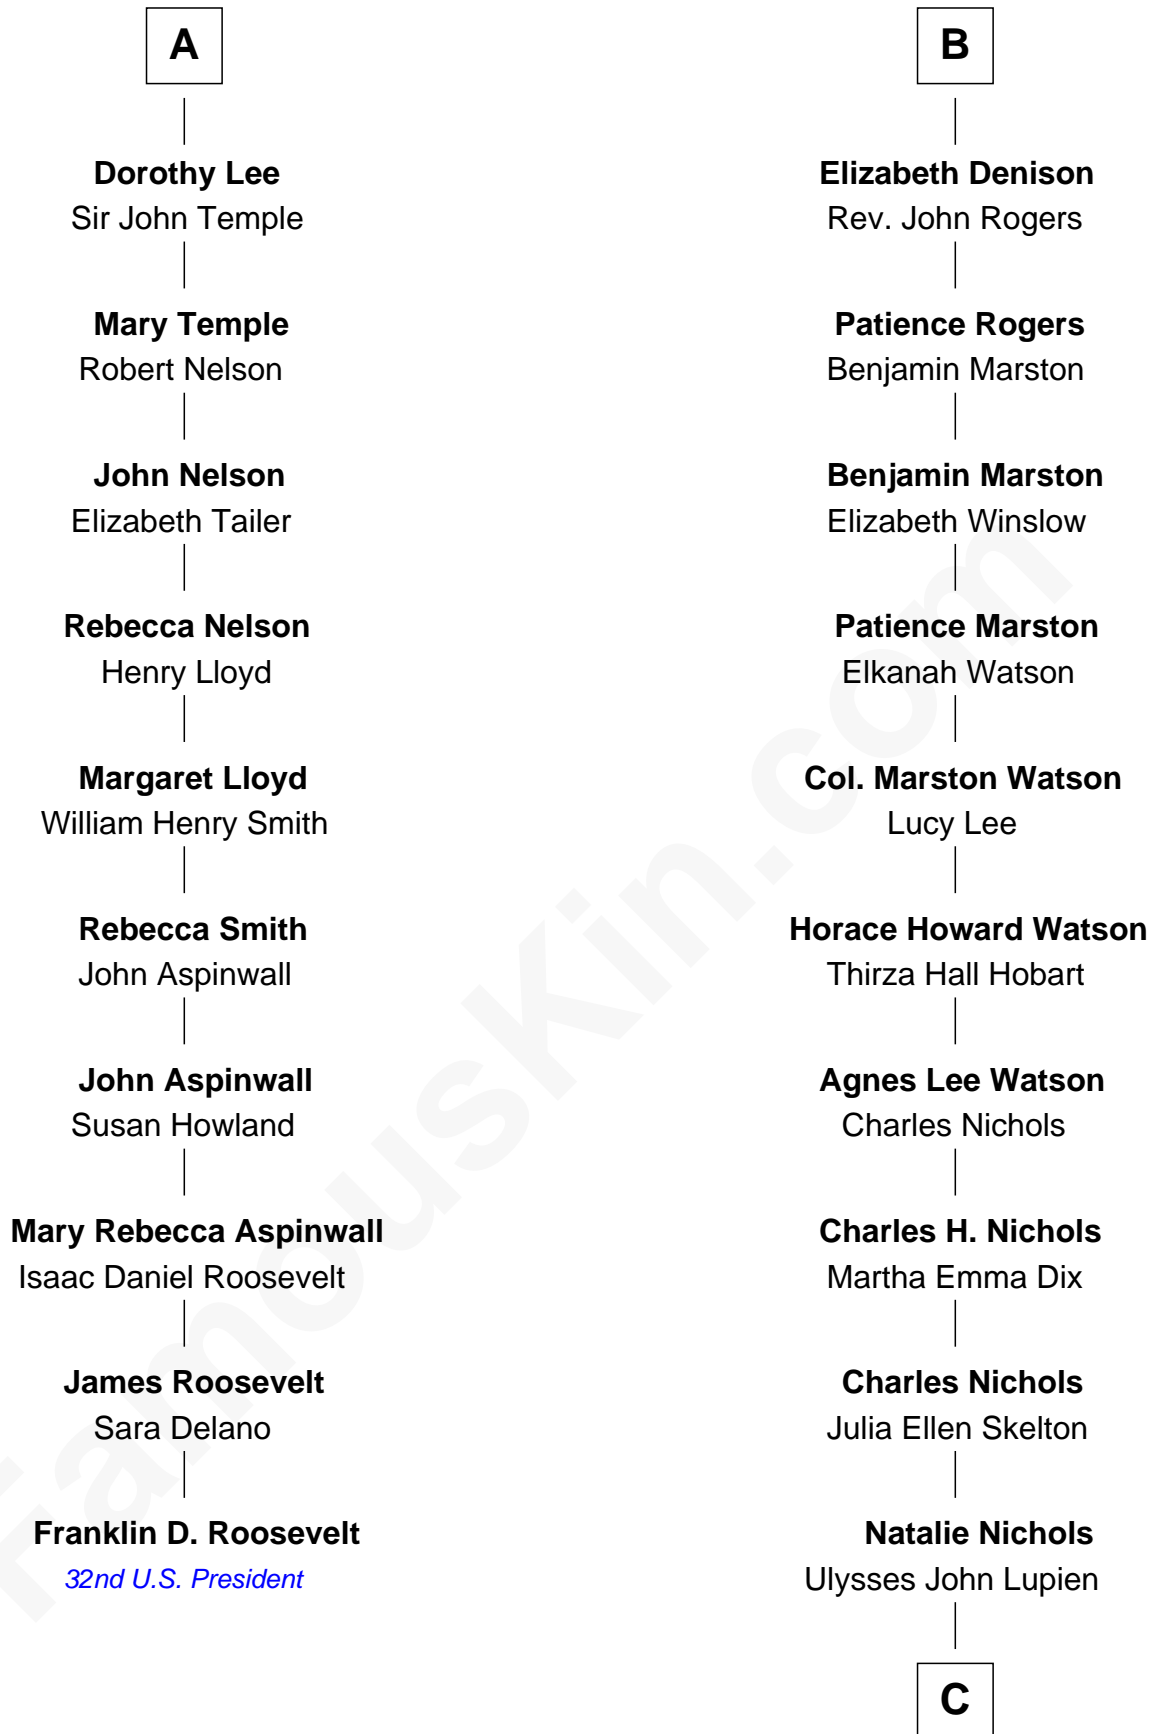 A
Dorothy Lee
Sir John Temple
Mary Temple
Robert Nelson
John Nelson
Elizabeth Tailer
Rebecca Nelson
Henry Lloyd
Margaret Lloyd
William Henry Smith
Rebecca Smith
John Aspinwall
John Aspinwall
Susan Howland
Mary Rebecca Aspinwall
Isaac Daniel Roosevelt
James Roosevelt
Sara Delano
Franklin D. Roosevelt
32nd U.S. President
B
Elizabeth Denison
Rev. John Rogers
Patience Rogers
Benjamin Marston
Benjamin Marston
Elizabeth Winslow
Patience Marston
Elkanah Watson
Col. Marston Watson
Lucy Lee
Horace Howard Watson
Thirza Hall Hobart
Agnes Lee Watson
Charles Nichols
Charles H. Nichols
Martha Emma Dix
Charles Nichols
Julia Ellen Skelton
Natalie Nichols
Ulysses John Lupien
C
FamousKin.com